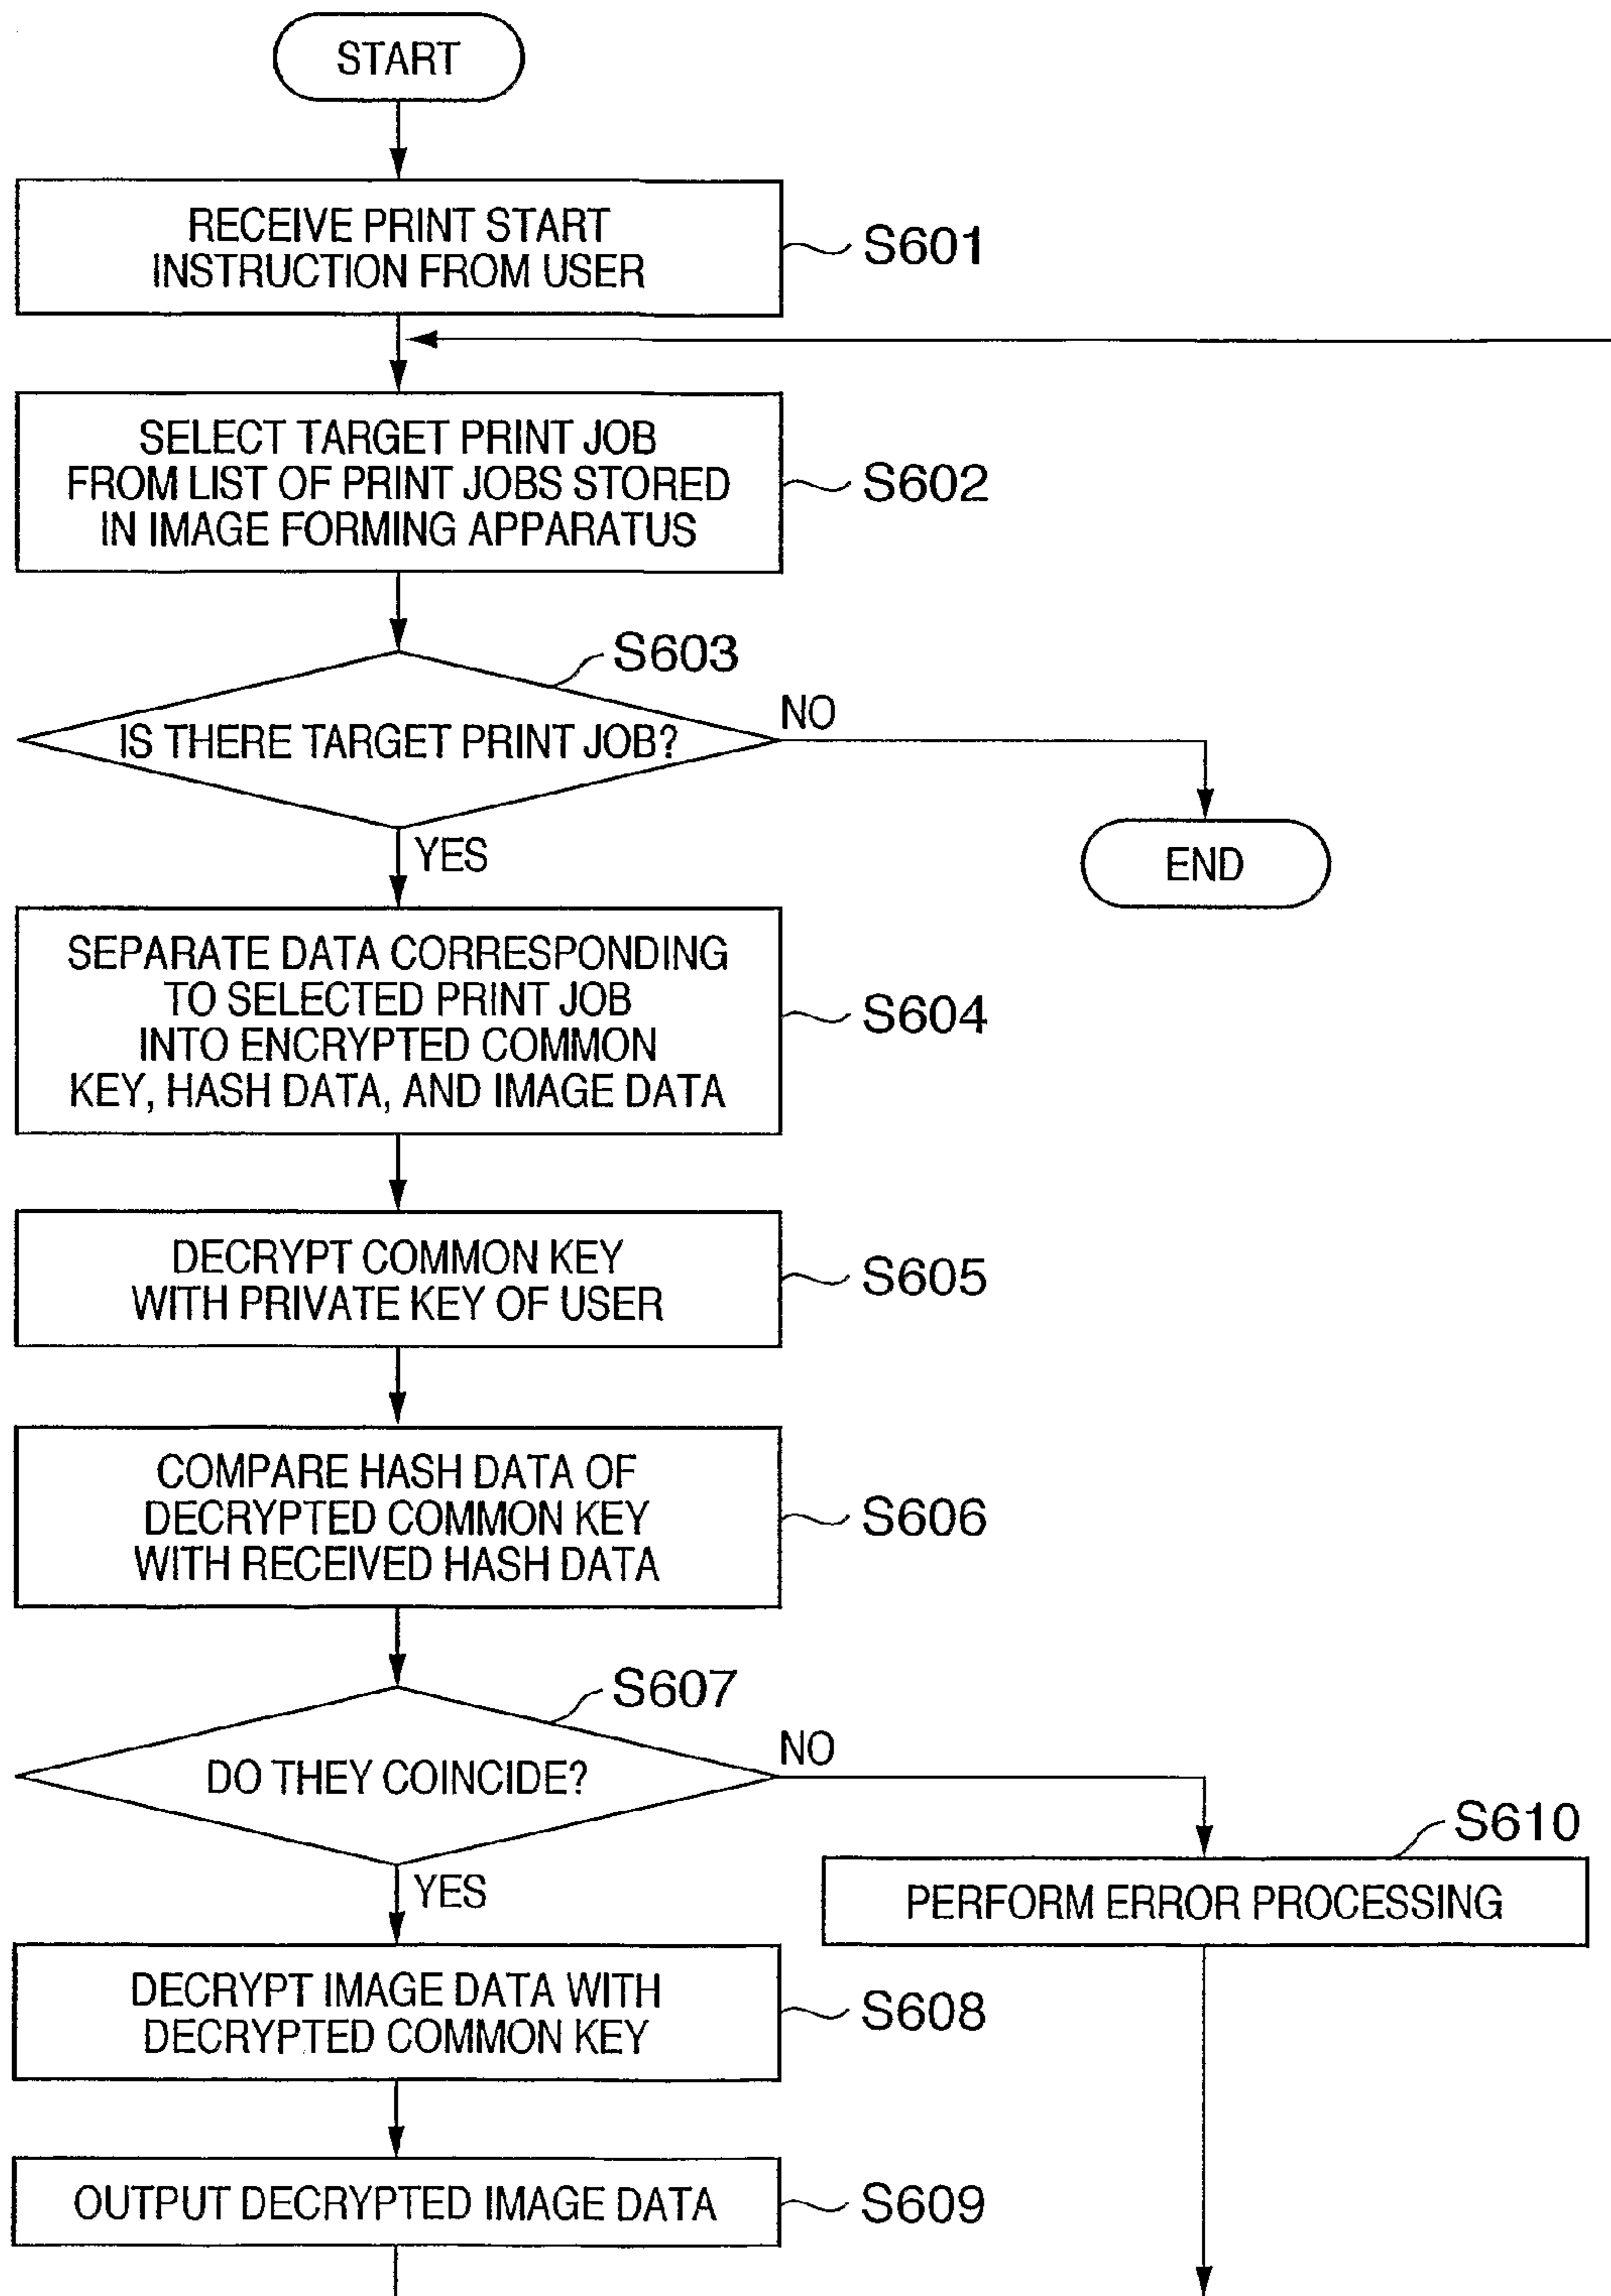 START
RECEIVE PRINT START
INSTRUCTION FROM USER
S601
SELECT TARGET PRINT JOB
FROM LIST OF PRINT JOBS STORED
IN IMAGE FORMING APPARATUS
S602
S603
IS THERE TARGET PRINT JOB?
NO
YES
END
SEPARATE DATA CORRESPONDING
TO SELECTED PRINT JOB
INTO ENCRYPTED COMMON
KEY, HASH DATA, AND IMAGE DATA
S604
DECRYPT COMMON KEY
WITH PRIVATE KEY OF USER
S605
COMPARE HASH DATA OF
DECRYPTED COMMON KEY
WITH RECEIVED HASH DATA
S606
S607
DO THEY COINCIDE?
NO
YES
S610
PERFORM ERROR PROCESSING
DECRYPT IMAGE DATA WITH
DECRYPTED COMMON KEY
S608
OUTPUT DECRYPTED IMAGE DATA
S609